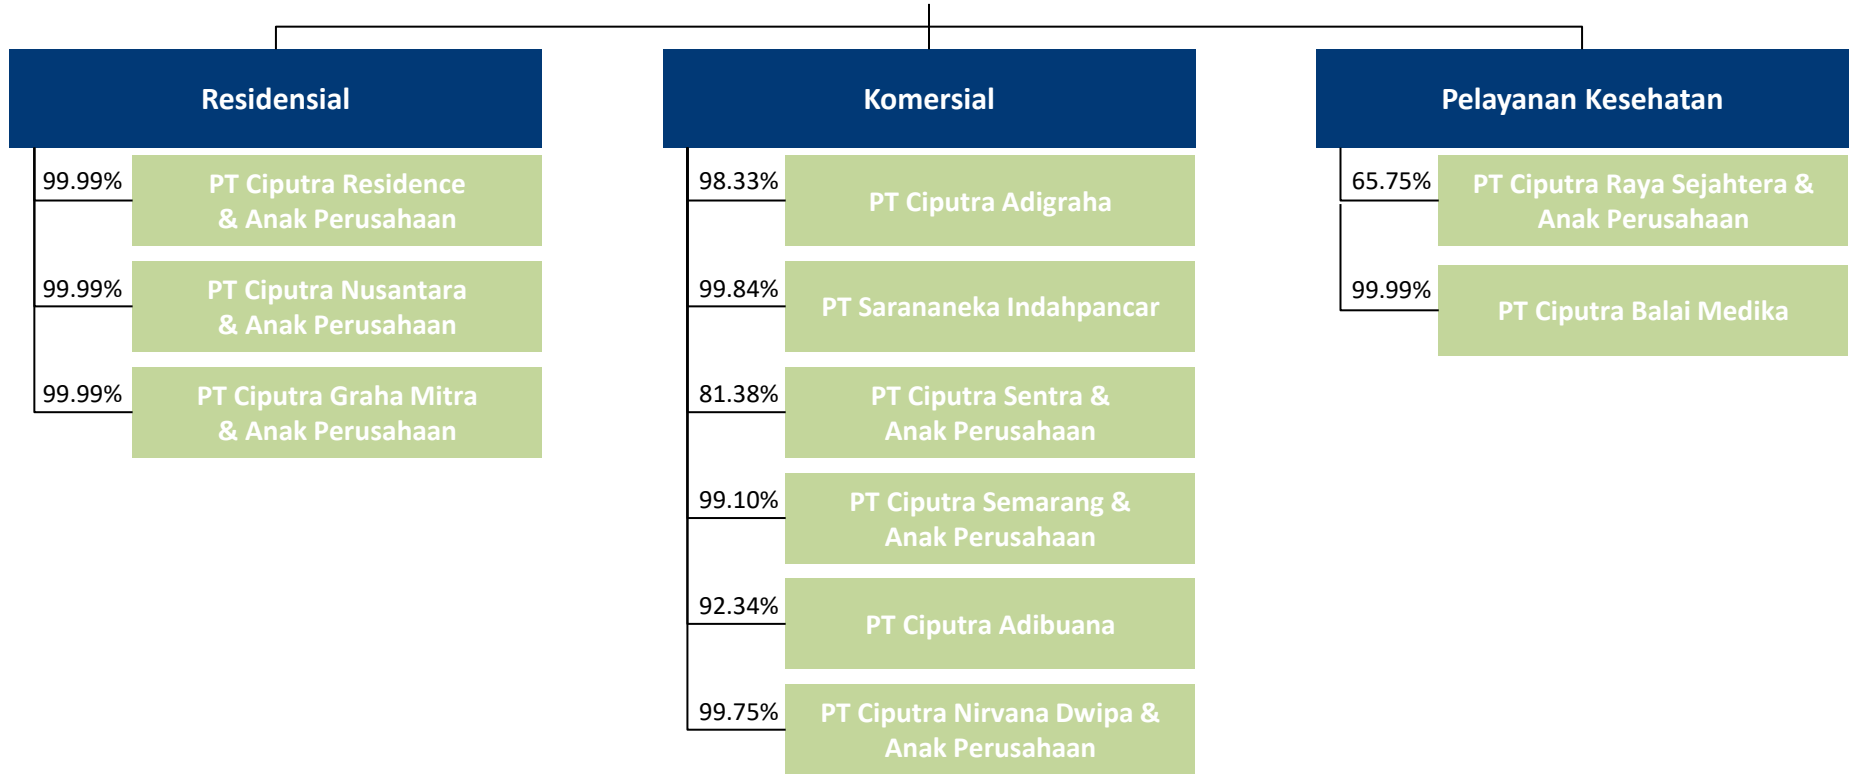 Residensial
99.99%
PT Ciputra Residence
& Anak Perusahaan
99.99%
PT Ciputra Nusantara
& Anak Perusahaan
99.99%
PT Ciputra Graha Mitra
& Anak Perusahaan
Komersial
98.33%
PT Ciputra Adigraha
99.84%
PT Sarananeka Indahpancar
81.38%
PT Ciputra Sentra &
Anak Perusahaan
99.10%
PT Ciputra Semarang &
Anak Perusahaan
92.34%
PT Ciputra Adibuana
99.75%
PT Ciputra Nirvana Dwipa &
Anak Perusahaan
Pelayanan Kesehatan
65.75%
PT Ciputra Raya Sejahtera &
Anak Perusahaan
99.99%
PT Ciputra Balai Medika